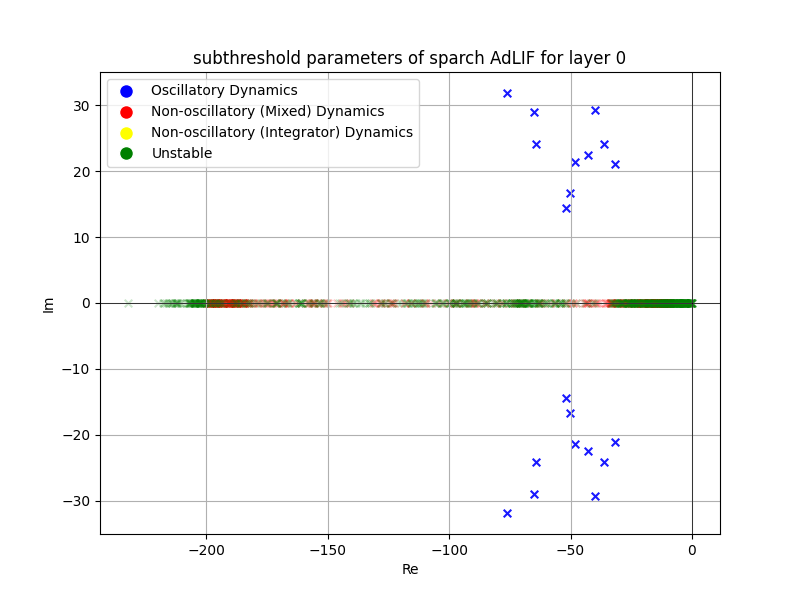 subthreshold parameters of sparch AdLIF for layer 0
Oscillatory Dynamics
Non-oscillatory (Mixed) Dynamics
Non-oscillatory (Integrator) Dynamics
Unstable
30
20
10
0
−10
−20
−30
Im
−200 −150 −100 −50 0
Re